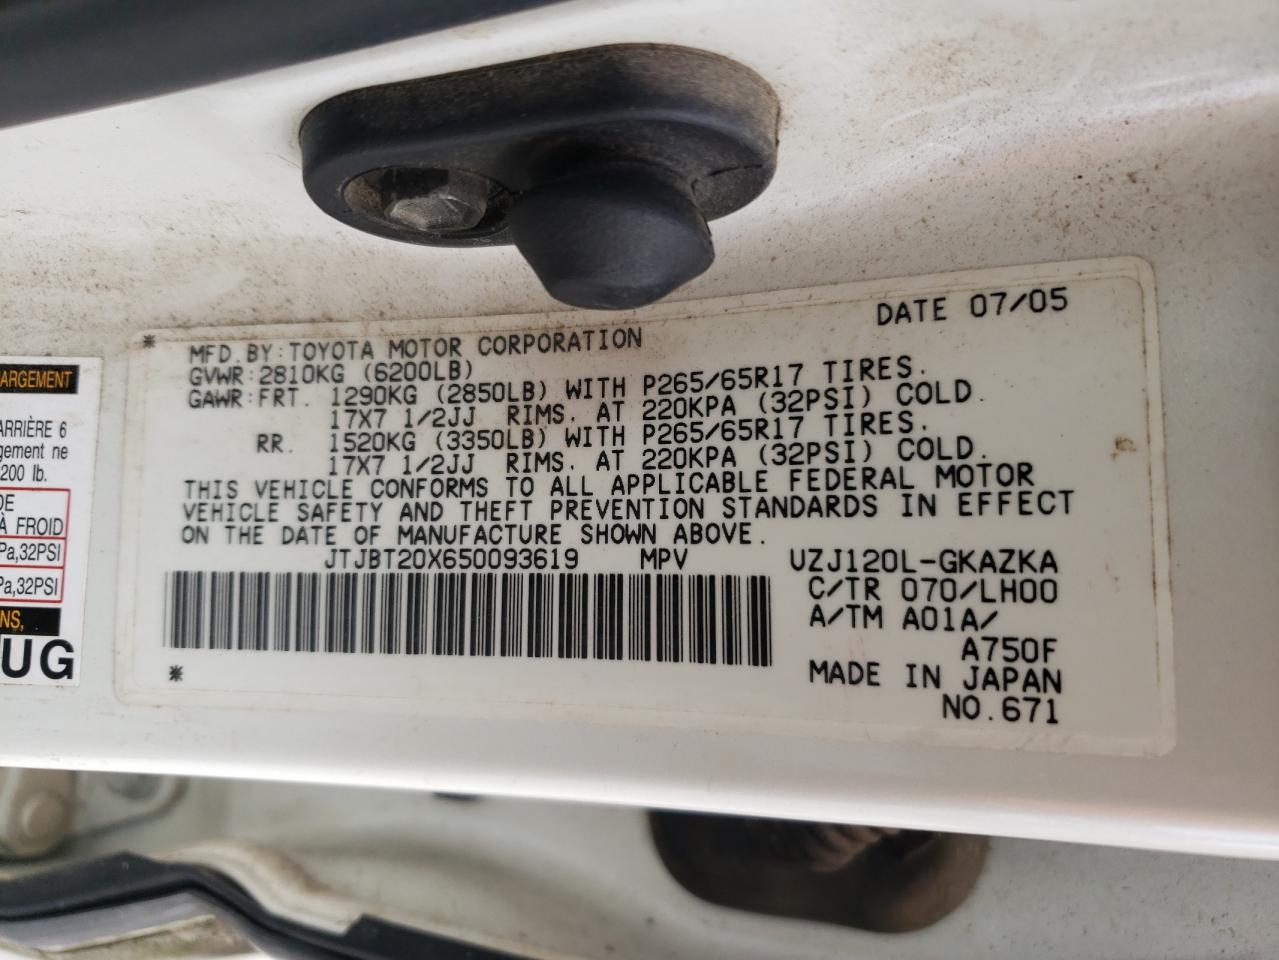 DATE 07/05
*
MFD. BY: TOYOTA MOTOR CORPORATION
GVWR: 2810KG (6200LB)
GAWR: FRT. 1290KG (2850LB) WITH P265/65R17 TIRES.
17X7 1/2JJ RIMS. AT 220KPA (32PSI) COLD.
RR. 1520KG (3350LB) WITH P265/65R17 TIRES.
17X7 1/2JJ RIMS. AT 220KPA (32PSI) COLD.
THIS VEHICLE CONFORMS TO ALL APPLICABLE FEDERAL MOTOR
VEHICLE SAFETY AND THEFT PREVENTION STANDARDS IN EFFECT
ON THE DATE OF MANUFACTURE SHOWN ABOVE.
JTJBT20X650093619 MPV UZJ120L-GKAZKA
C/TR 070/LH00
A/TM A01A/
A750F
*
MADE IN JAPAN
NO.671
ARGEMENT
ARRIÈRE 6
gement ne
200 lb.
DE
À FROID
Pa,32PSI
Pa,32PSI
NS,
UG